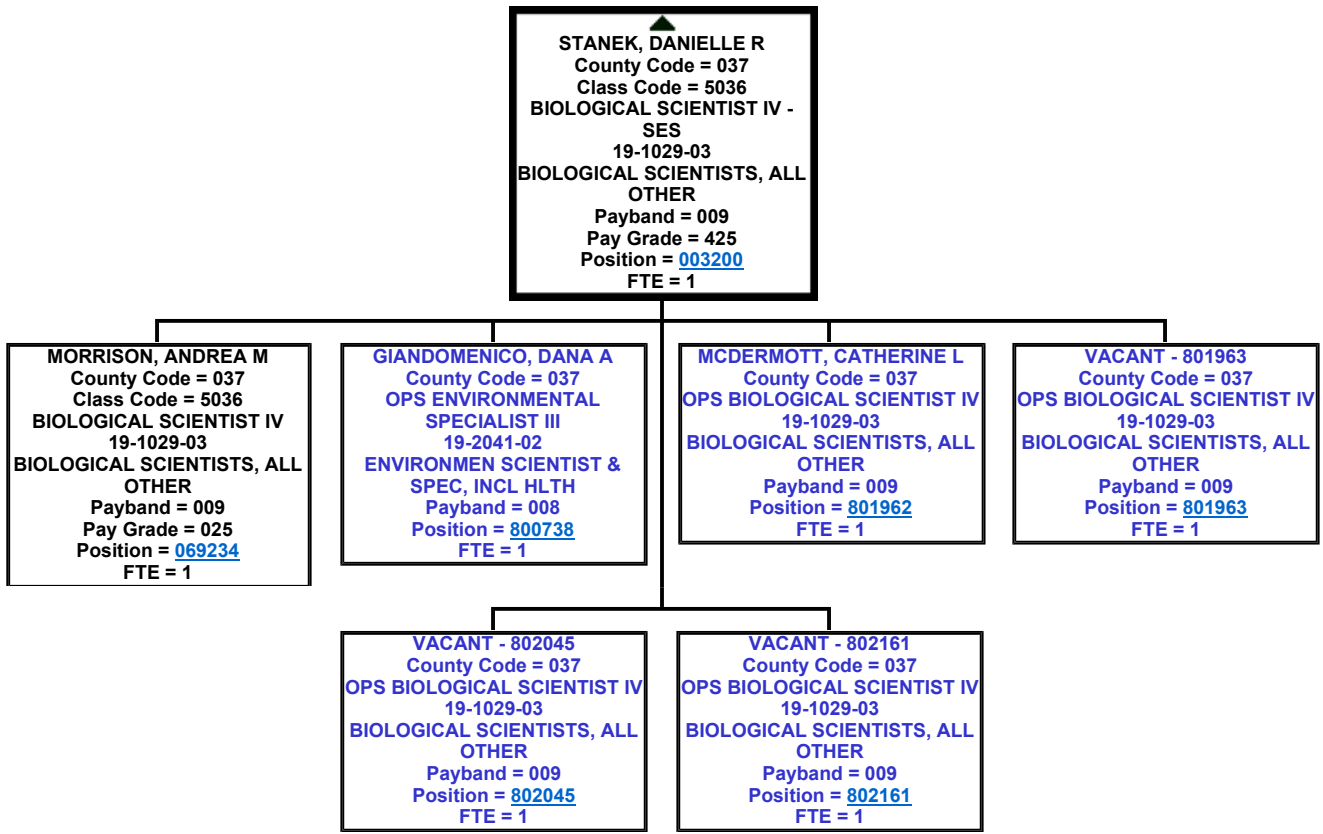 STANEK, DANIELLE R
County Code = 037
Class Code = 5036
BIOLOGICAL SCIENTIST IV -
SES
19-1029-03
BIOLOGICAL SCIENTISTS, ALL
OTHER
Payband = 009
Pay Grade = 425
Position = 003200
FTE = 1
MORRISON, ANDREA M
County Code = 037
Class Code = 5036
BIOLOGICAL SCIENTIST IV
19-1029-03
BIOLOGICAL SCIENTISTS, ALL
OTHER
Payband = 009
Pay Grade = 025
Position = 069234
FTE = 1
GIANDOMENICO, DANA A
County Code = 037
OPS ENVIRONMENTAL
SPECIALIST III
19-2041-02
ENVIRONMEN SCIENTIST &
SPEC, INCL HLTH
Payband = 008
Position = 800738
FTE = 1
MCDERMOTT, CATHERINE L
County Code = 037
OPS BIOLOGICAL SCIENTIST IV
19-1029-03
BIOLOGICAL SCIENTISTS, ALL
OTHER
Payband = 009
Position = 801962
FTE = 1
VACANT - 801963
County Code = 037
OPS BIOLOGICAL SCIENTIST IV
19-1029-03
BIOLOGICAL SCIENTISTS, ALL
OTHER
Payband = 009
Position = 801963
FTE = 1
VACANT - 802045
County Code = 037
OPS BIOLOGICAL SCIENTIST IV
19-1029-03
BIOLOGICAL SCIENTISTS, ALL
OTHER
Payband = 009
Position = 802045
FTE = 1
VACANT - 802161
County Code = 037
OPS BIOLOGICAL SCIENTIST IV
19-1029-03
BIOLOGICAL SCIENTISTS, ALL
OTHER
Payband = 009
Position = 802161
FTE = 1